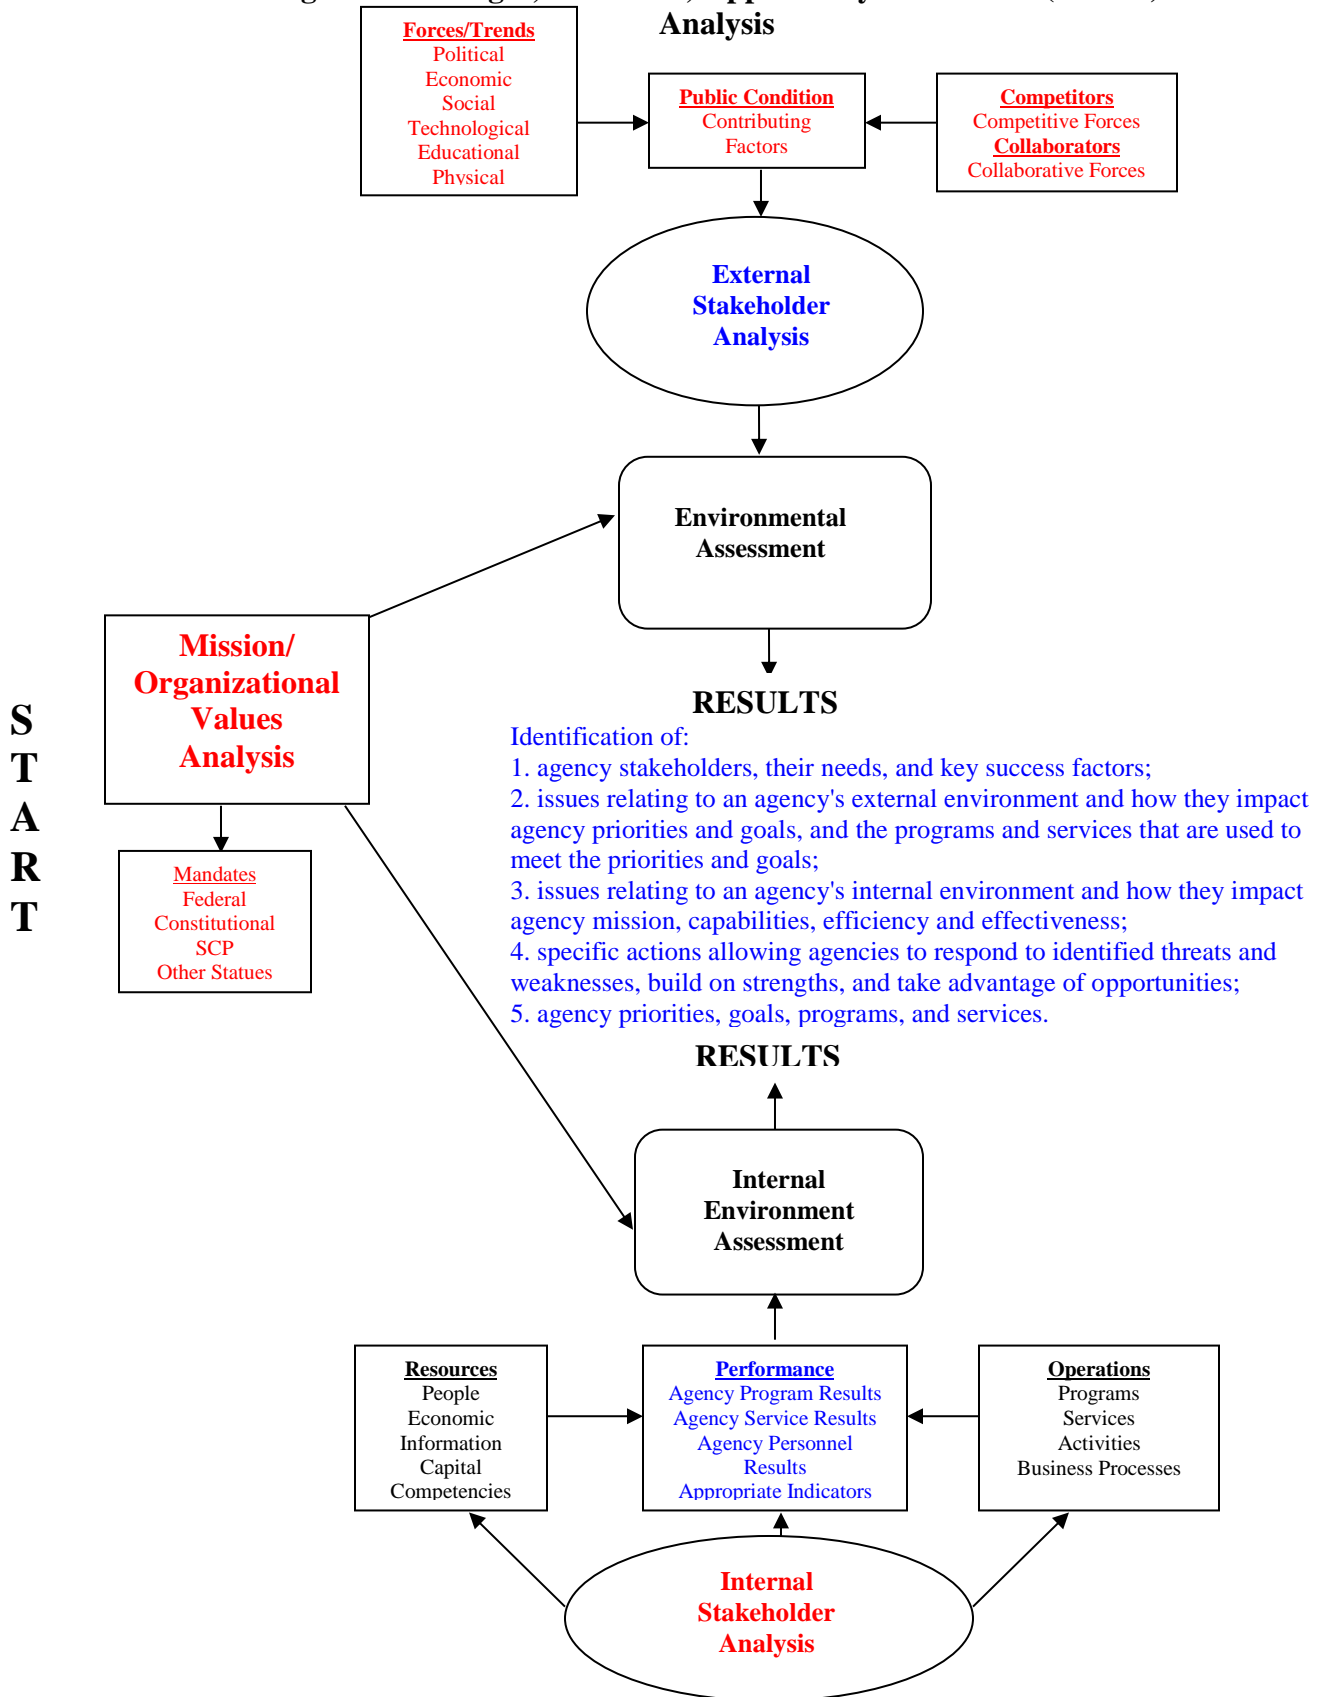 Analysis
Forces/Trends
Political
Economic
Social
Technological
Educational
Physical
Public Condition
Contributing
Factors
Competitors
Competitive Forces
Collaborators
Collaborative Forces
External
Stakeholder
Analysis
Environmental
Assessment
START
Mission/
Organizational
Values
Analysis
Mandates
Federal
Constitutional
SCP
Other Statues
RESULTS
Identification of:
1. agency stakeholders, their needs, and key success factors;
2. issues relating to an agency's external environment and how they impact
agency priorities and goals, and the programs and services that are used to
meet the priorities and goals;
3. issues relating to an agency's internal environment and how they impact
agency mission, capabilities, efficiency and effectiveness;
4. specific actions allowing agencies to respond to identified threats and
weaknesses, build on strengths, and take advantage of opportunities;
5. agency priorities, goals, programs, and services.
RESULTS
Internal
Environment
Assessment
Resources
People
Economic
Information
Capital
Competencies
Performance
Agency Program Results
Agency Service Results
Agency Personnel
Results
Appropriate Indicators
Operations
Programs
Services
Activities
Business Processes
Internal
Stakeholder
Analysis